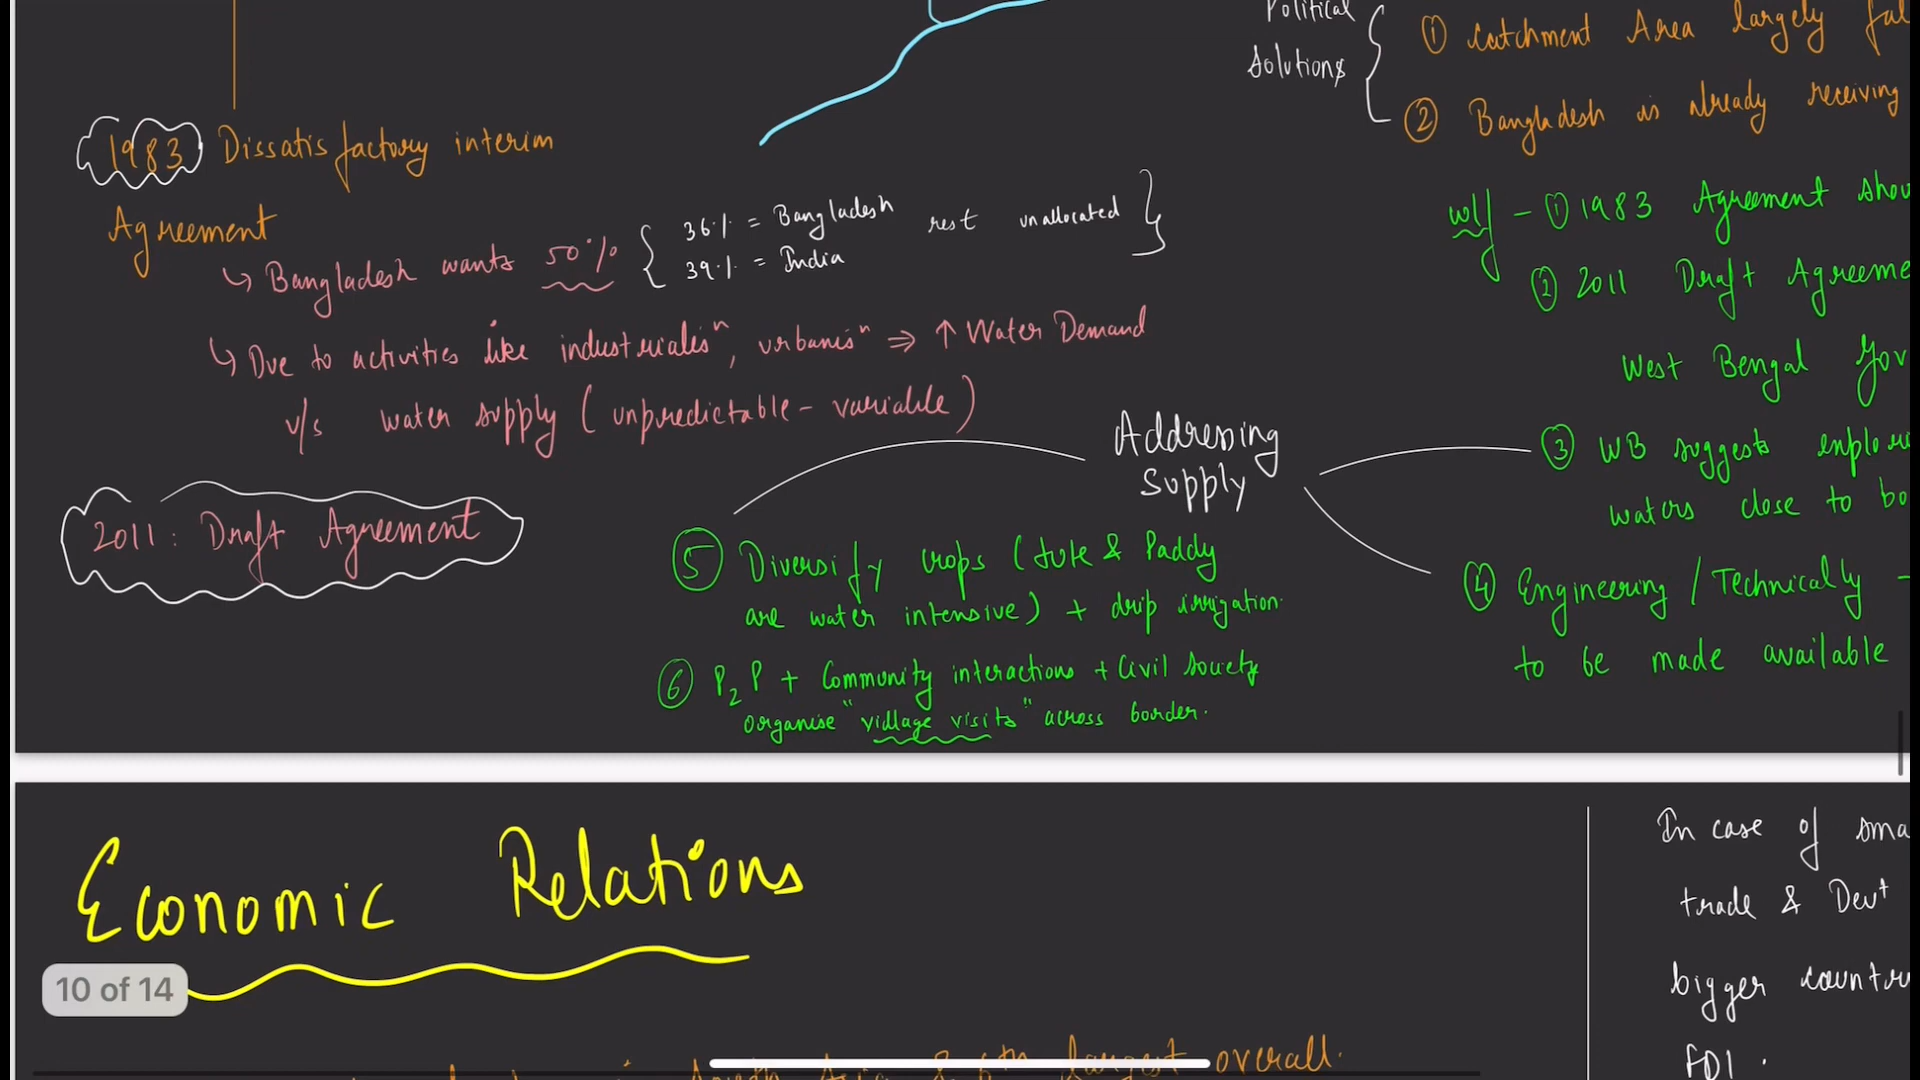 Political
Solutions
① Catchment Area largely
② Bangladesh is already receiving
1983 Dissatisfactory interim
Agreement
↳ Bangladesh wants 50%
36% = Bangladesh rest unallocated
39% = India
↳ Due to activities like industrialisⁿ, urbanisⁿ ⇒ ↑ Water Demand
v/s water supply (unpredictable - variable)
- ① 1983 Agreement
② 2011 Draft
West Bengal
③ WB suggests
waters close to
④ Engineering / Technically -
to be made available
Addressing
Supply
2011: Draft Agreement
⑤ Diversify crops (Jute & Paddy
are water intensive) + drip irrigation.
⑥ P2P + Community interactions + Civil Society
organise "village visits" across border.
Economic Relations
10 of 14
In case of
trade & Devt
bigger
FDI.
largest overall.